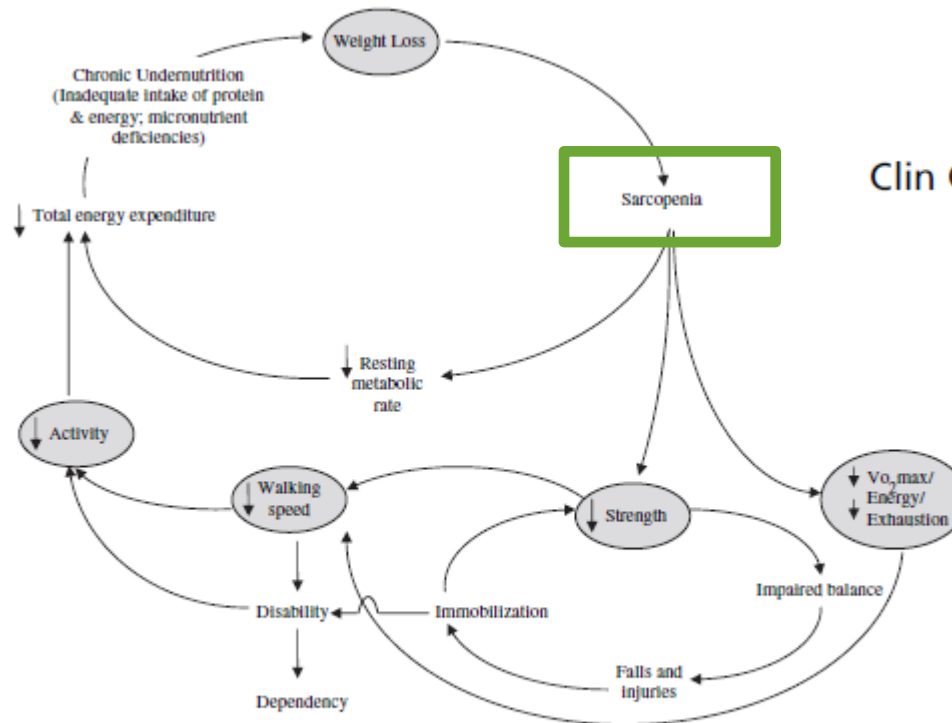 Weight Loss
Chronic Undernutrition
(Inadequate intake of protein
& energy; micronutrient
deficiencies)
Sarcopenia
Clin
↓ Total energy expenditure
↓ Resting
metabolic
rate
↓ Activity
↓ Walking
speed
↓ Strength
↓ Vo2max/
↓ Energy/
Exhaustion
Impaired balance
Disability
Immobilization
Falls and
injuries
Dependency